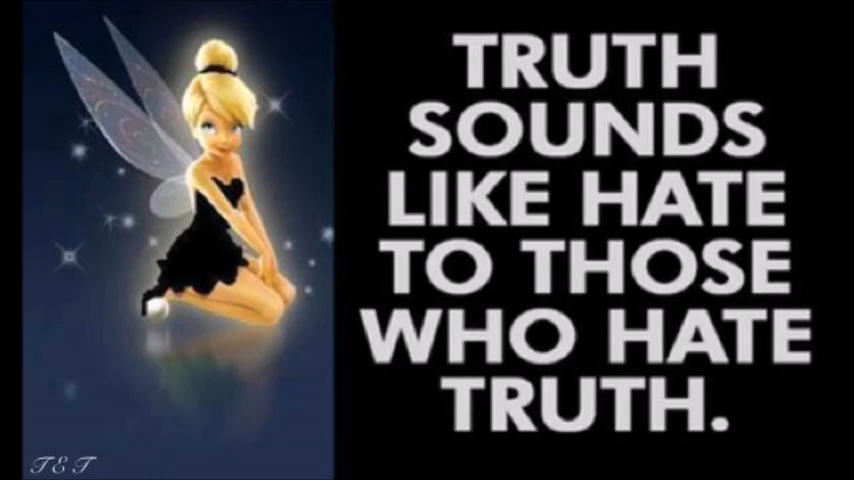 TRUTH
SOUNDS
LIKE HATE
TO THOSE
WHO HATE
TRUTH.
T&T